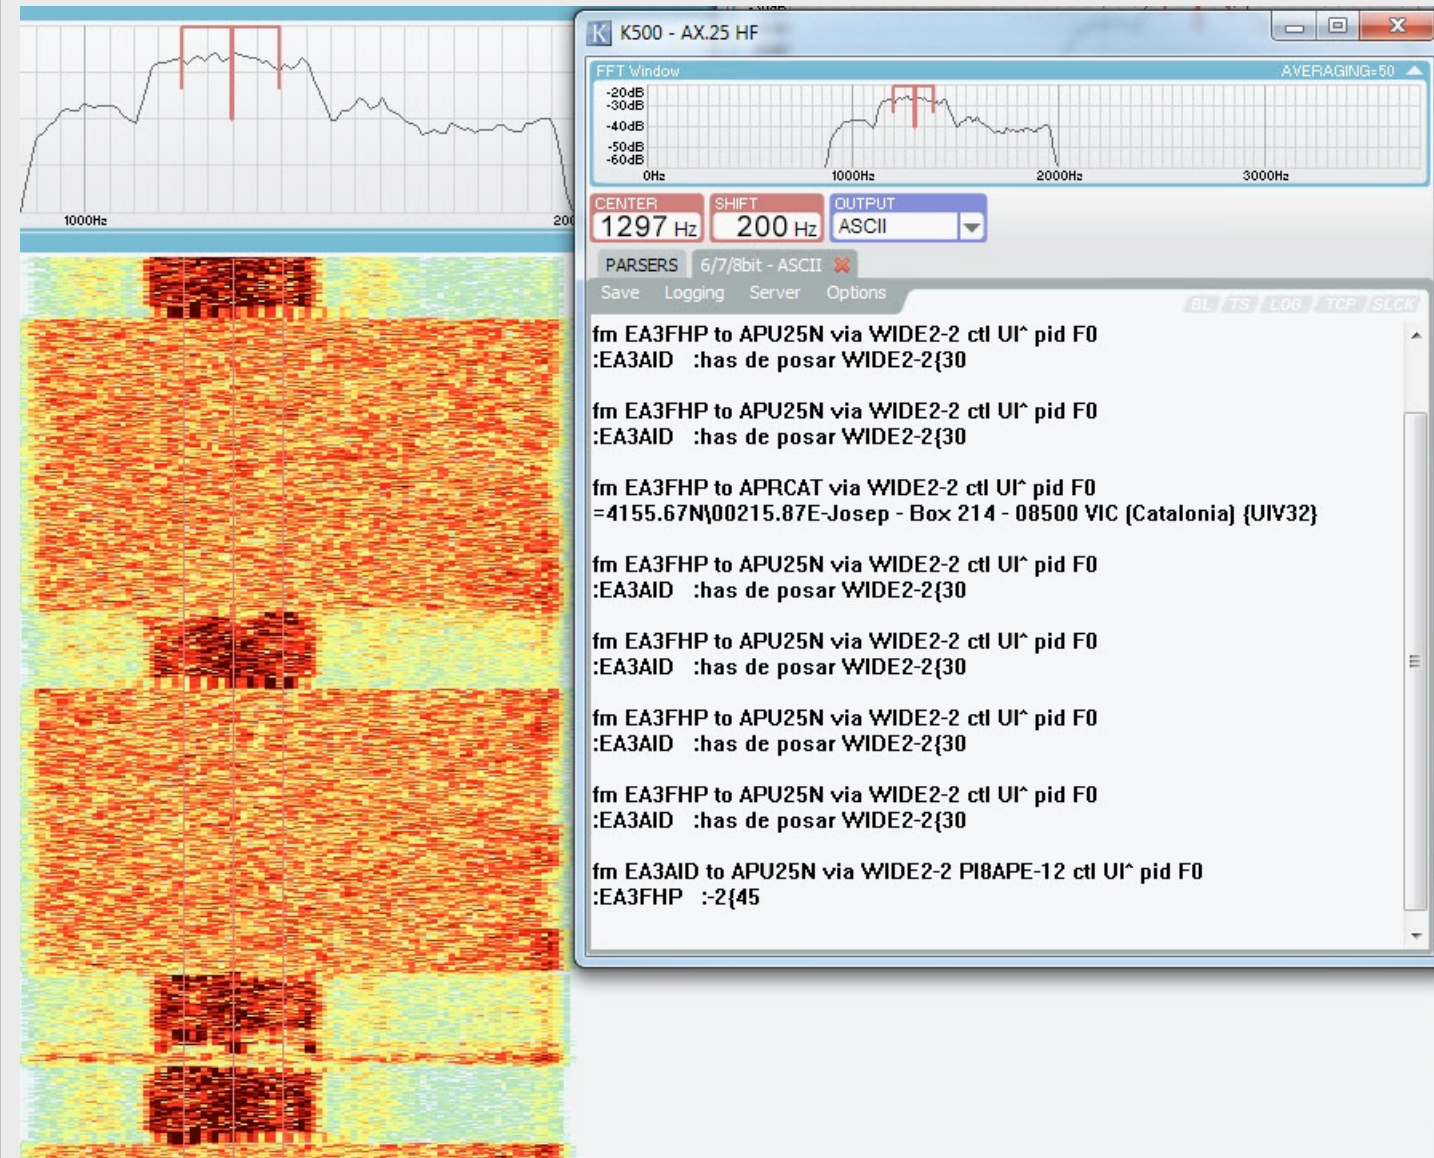 K500 - AX.25 HF
FFT Window
AVERAGING=50
-20dB
-30dB
-40dB
-50dB
-60dB
0Hz
1000Hz
2000Hz
3000Hz
1000Hz
200
CENTER
SHIFT
OUTPUT
1297 Hz
200 Hz
ASCII
PARSERS
6/7/8bit - ASCII
Save
Logging
Server
Options
BL
TS
LOG
TCP
SLCK
fm EA3FHP to APU25N via WIDE2-2 ctl UI^ pid F0
:EA3AID :has de posar WIDE2-2{30
fm EA3FHP to APU25N via WIDE2-2 ctl UI^ pid F0
:EA3AID :has de posar WIDE2-2{30
fm EA3FHP to APRCAT via WIDE2-2 ctl UI^ pid F0
=4155.67N\00215.87E-Josep - Box 214 - 08500 VIC (Catalonia) {UIV32}
fm EA3FHP to APU25N via WIDE2-2 ctl UI^ pid F0
:EA3AID :has de posar WIDE2-2{30
fm EA3FHP to APU25N via WIDE2-2 ctl UI^ pid F0
:EA3AID :has de posar WIDE2-2{30
fm EA3FHP to APU25N via WIDE2-2 ctl UI^ pid F0
:EA3AID :has de posar WIDE2-2{30
fm EA3FHP to APU25N via WIDE2-2 ctl UI^ pid F0
:EA3AID :has de posar WIDE2-2{30
fm EA3AID to APU25N via WIDE2-2 PI8APE-12 ctl UI^ pid F0
:EA3FHP :-2{45